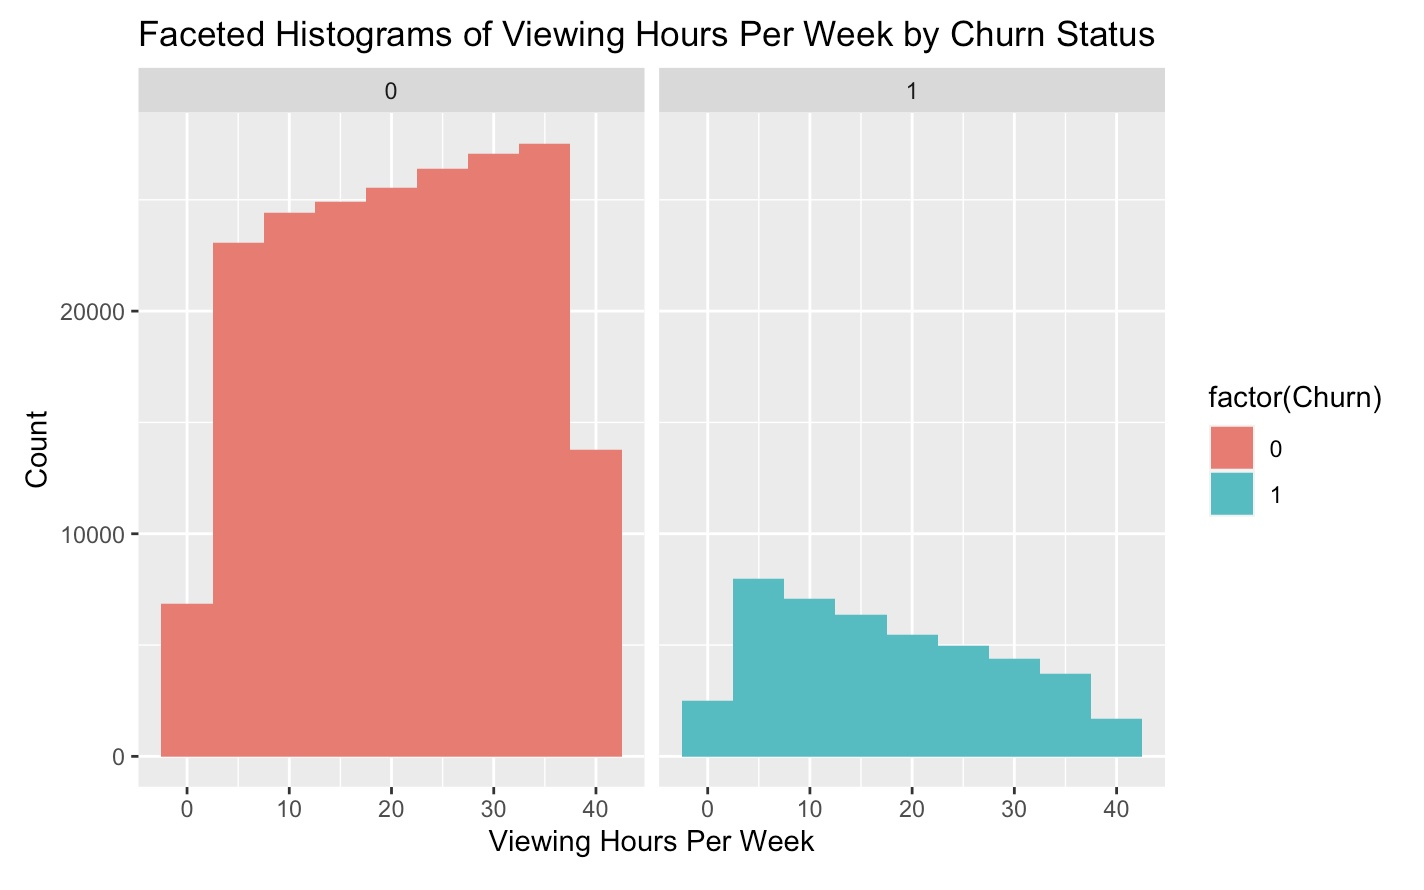 Faceted Histograms of Viewing Hours Per Week by Churn Status
0
1
20000
10000
0
Count
0 10 20 30 40
0 10 20 30 40
Viewing Hours Per Week
factor(Churn)
0
1